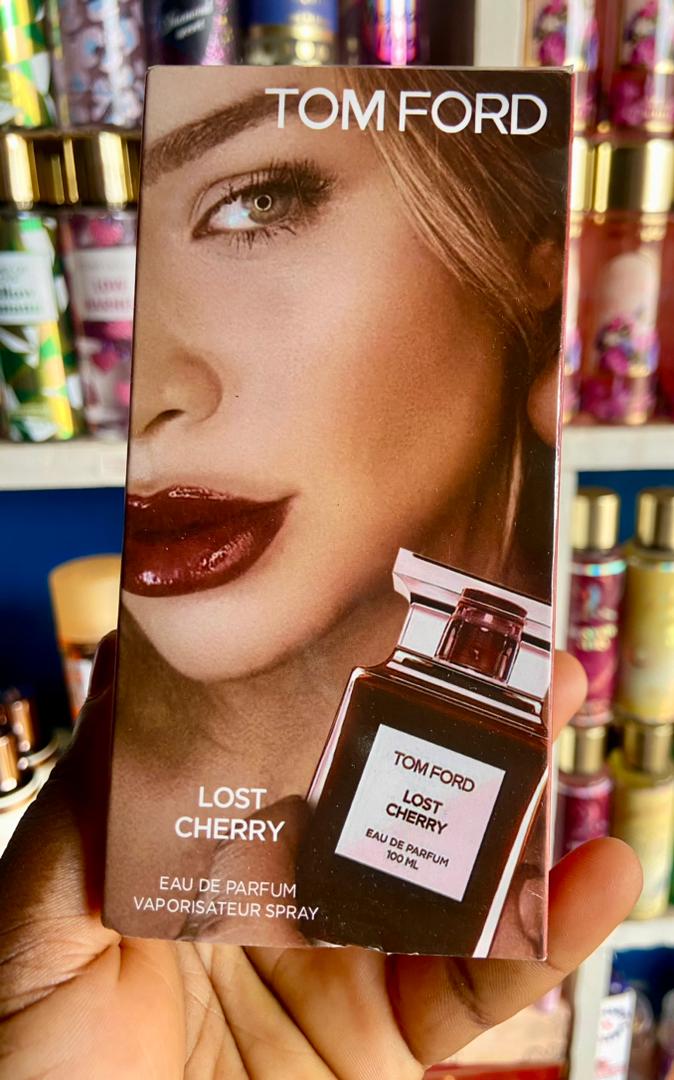 TOM FORD
LOST
CHERRY
EAU DE PARFUM
VAPORISATEUR SPRAY
TOM FORD
LOST
CHERRY
EAU DE PARFUM
100 ML